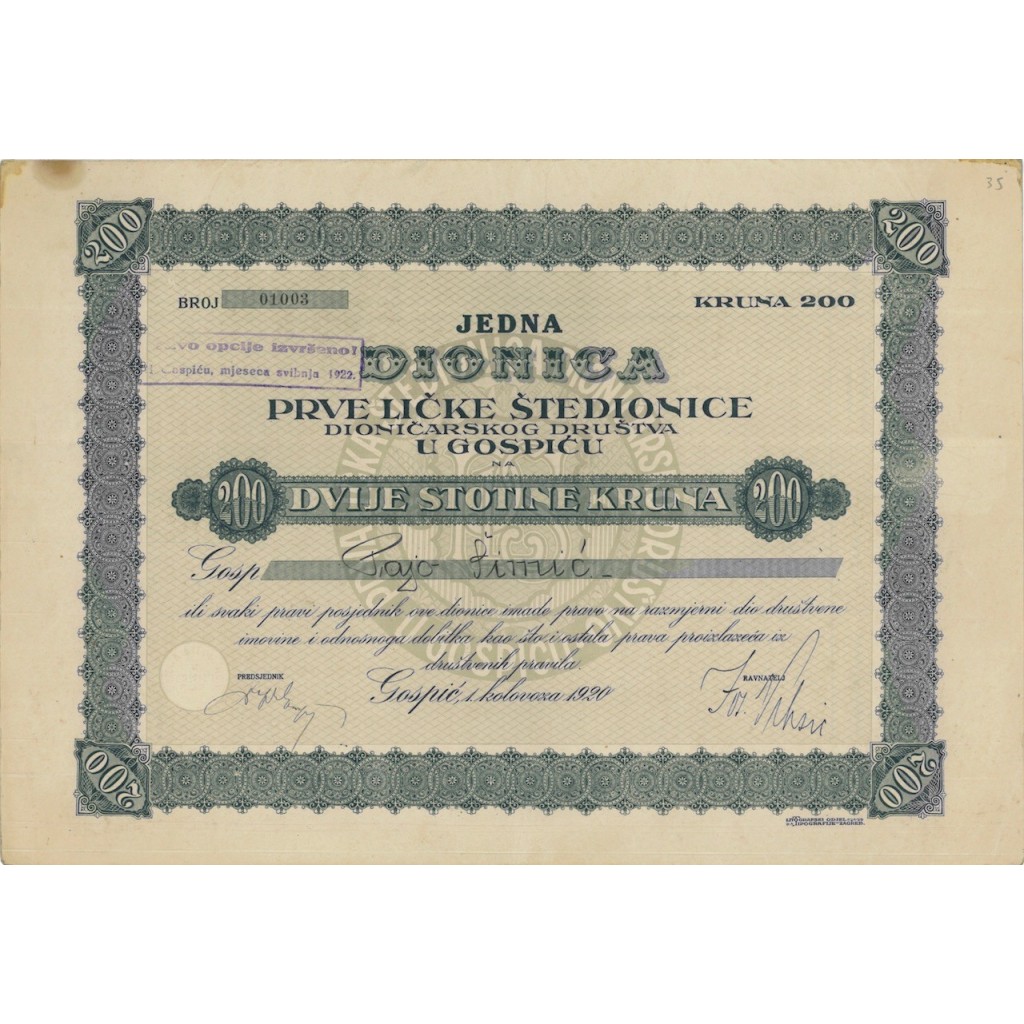 35
200 200
BROJ 01003 KRUNA 200
JEDNA
opcije izvršeno!
Gospiću, mjeseca svibnja 1922.
DIONICA
PRVE LIČKE ŠTEDIONICE
DIONIČARSKOG DRUŠTVA
U GOSPIĆU
NA
200 DVIJE STOTINE KRUNA 200
Gosp Pajo Šimić
ili svaki pravi posjednik ove dionice imade pravo na razmjerni dio društvene
imovine i odnosnoga dobitka kao što i ostala prava proizlazeća iz
društvenih pravila.
PREDSJEDNIK RAVNATELJ
Gospić, 1. kolovoza 1920
200 200